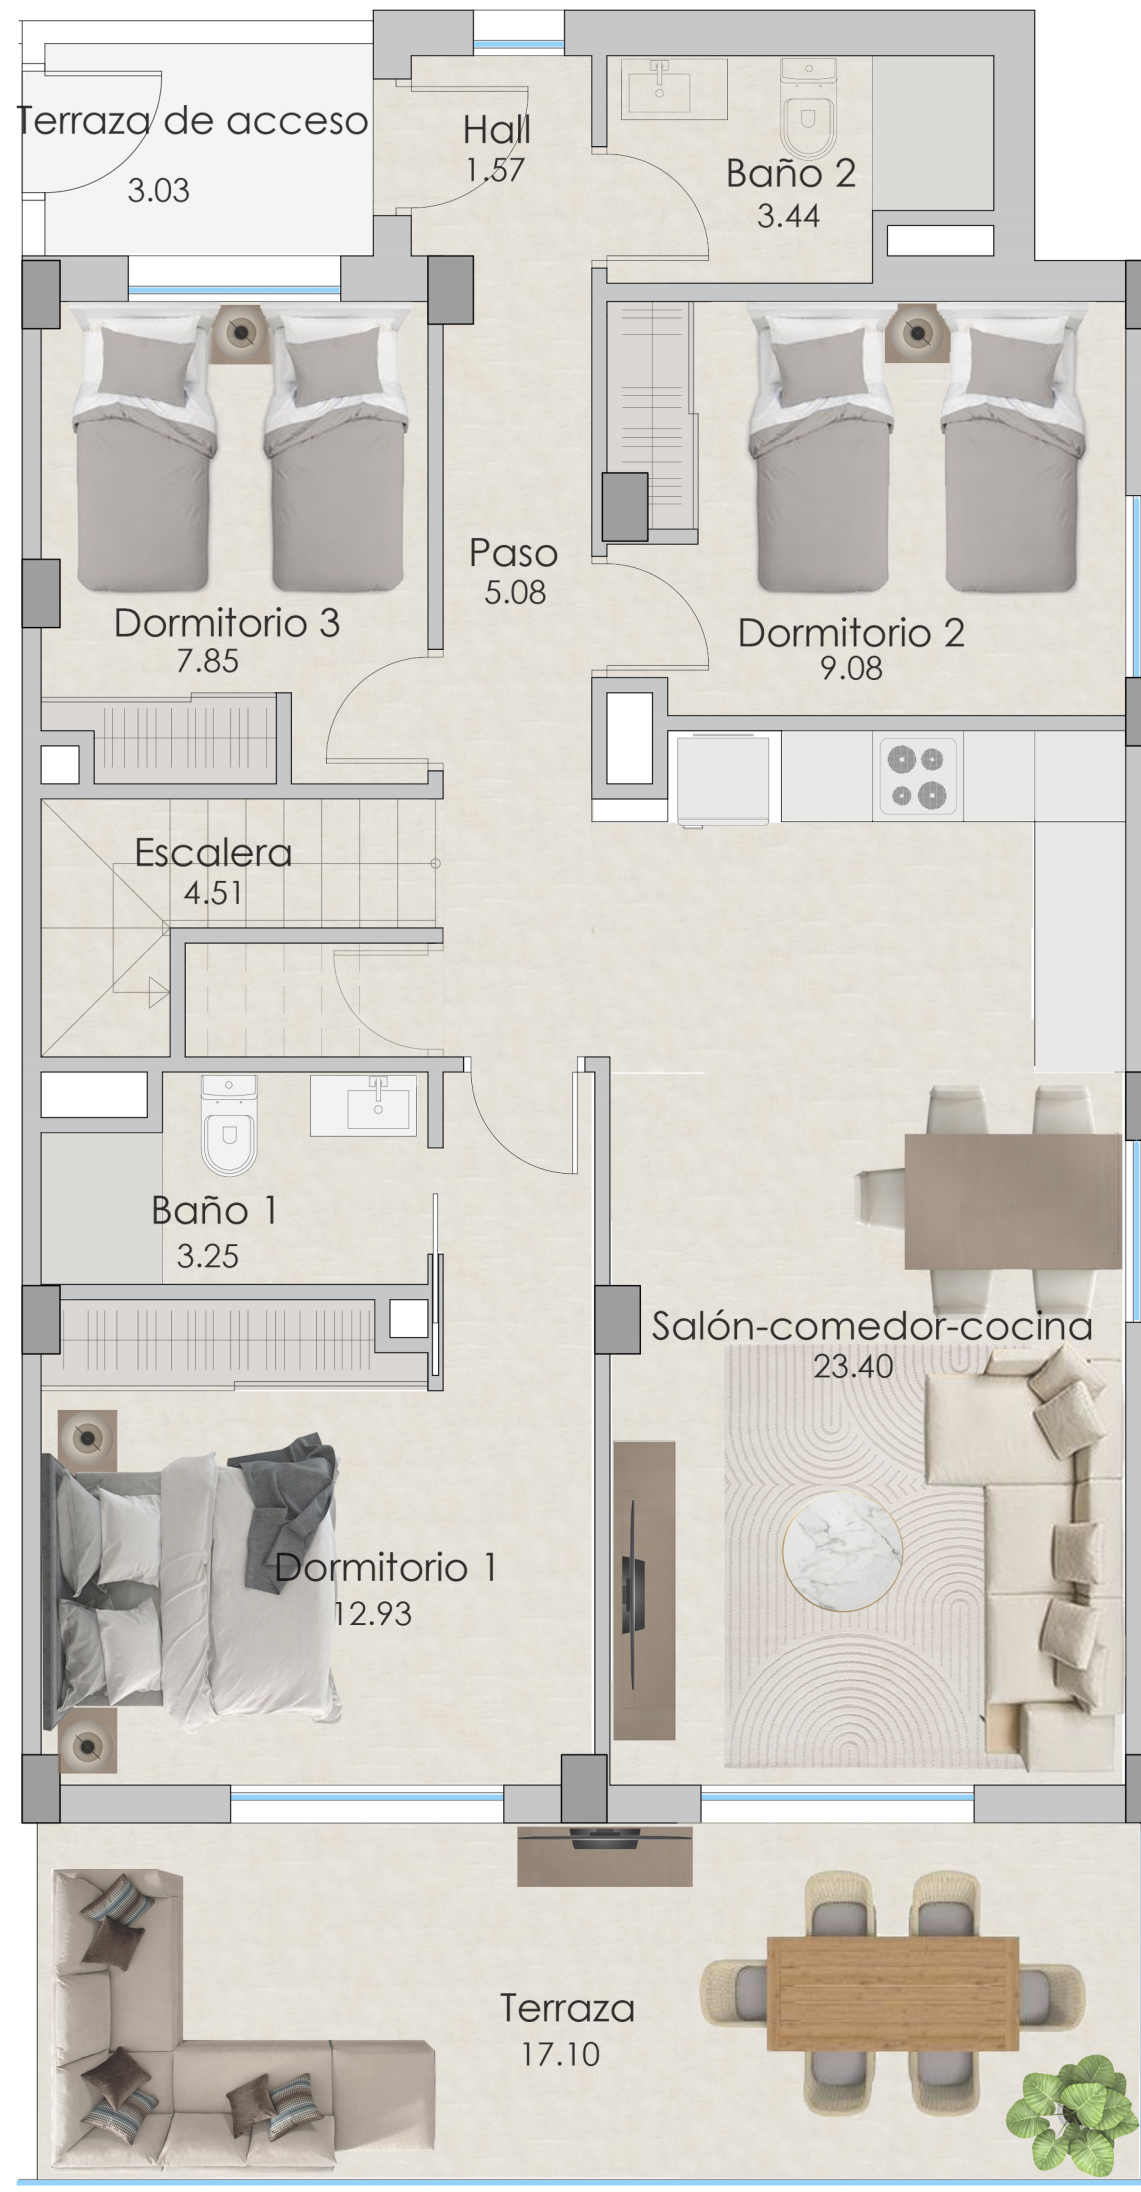 Terraza de acceso
3.03
Hall
1.57
Baño 2
3.44
Paso
5.08
Dormitorio 3
7.85
Dormitorio 2
9.08
Escalera
4.51
Baño 1
3.25
Salón-comedor-cocina
23.40
Dormitorio 1
12.93
Terraza
17.10